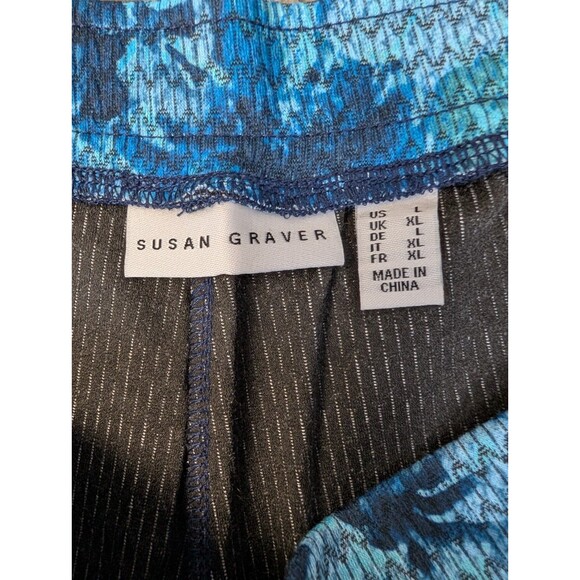 SUSAN GRAVER
US L
UK XL
DE L
IT XL
FR XL
MADE IN
CHINA